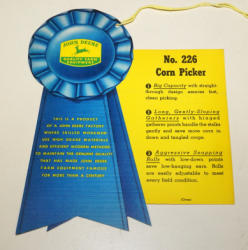 JOHN DEERE
QUALITY FARM
EQUIPMENT
THIS IS A PRODUCT
OF A JOHN DEERE FACTORY
WHERE SKILLED WORKMEN
USE HIGH GRADE MATERIALS
AND EFFICIENT MODERN METHODS
TO MAINTAIN THE GENUINE QUALITY
THAT HAS MADE JOHN DEERE
FARM EQUIPMENT FAMOUS
FOR MORE THAN A CENTURY
No. 226
Corn Picker
1 Big Capacity with straight-
through design assures fast,
clean picking.
2 Long, Gently-Sloping
Gatherers with hinged
gatherer points handle the stalks
gently and save more corn in
down and tangled crops.
3 Aggressive Snapping
Rolls with low-down points
save low-hanging ears. Rolls
are easily adjustable to meet
every field condition.
(Over)